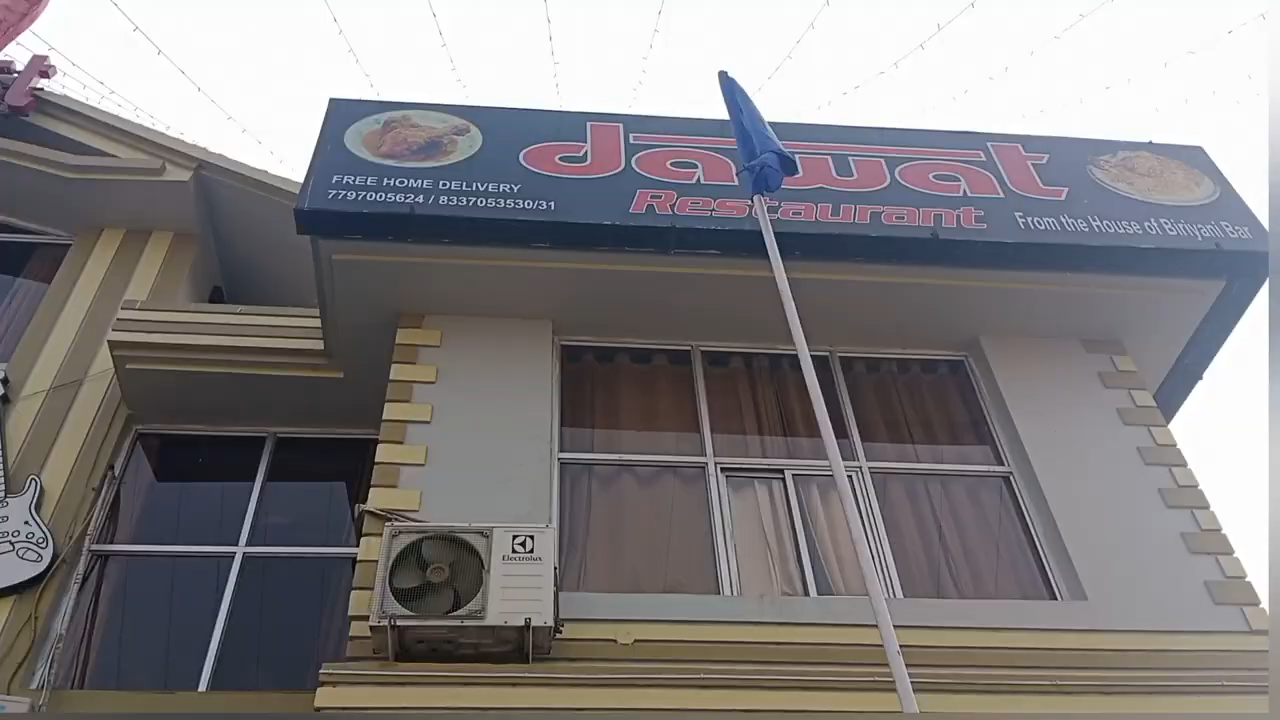 dawat
Restaurant
FREE HOME DELIVERY
7797005624 / 8337053530/31
From the House of Biriyani Bar
Electrolux